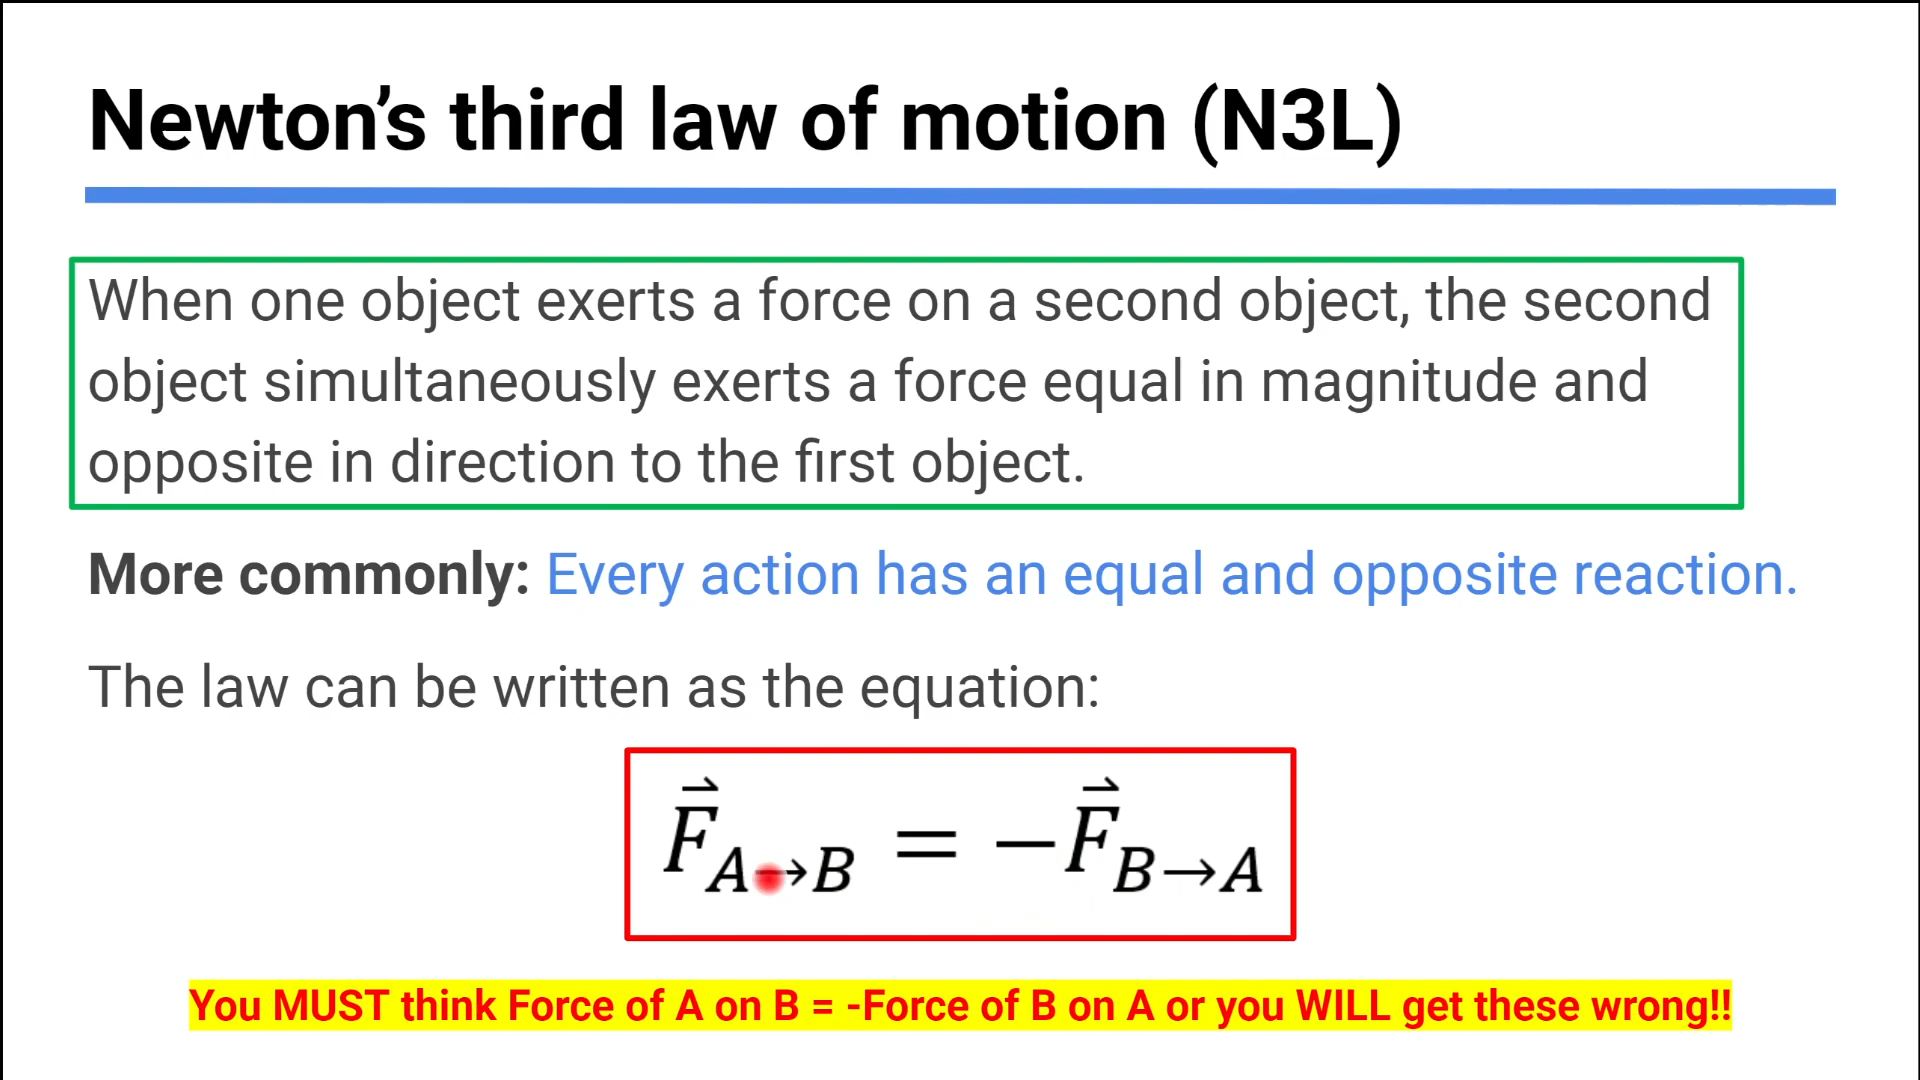 Newton’s third law of motion (N3L)
When one object exerts a force on a second object, the second
object simultaneously exerts a force equal in magnitude and
opposite in direction to the first object.
More commonly: Every action has an equal and opposite reaction.
The law can be written as the equation:
F⃗_{A→B} = −F⃗_{B→A}
You MUST think Force of A on B = -Force of B on A or you WILL get these wrong!!